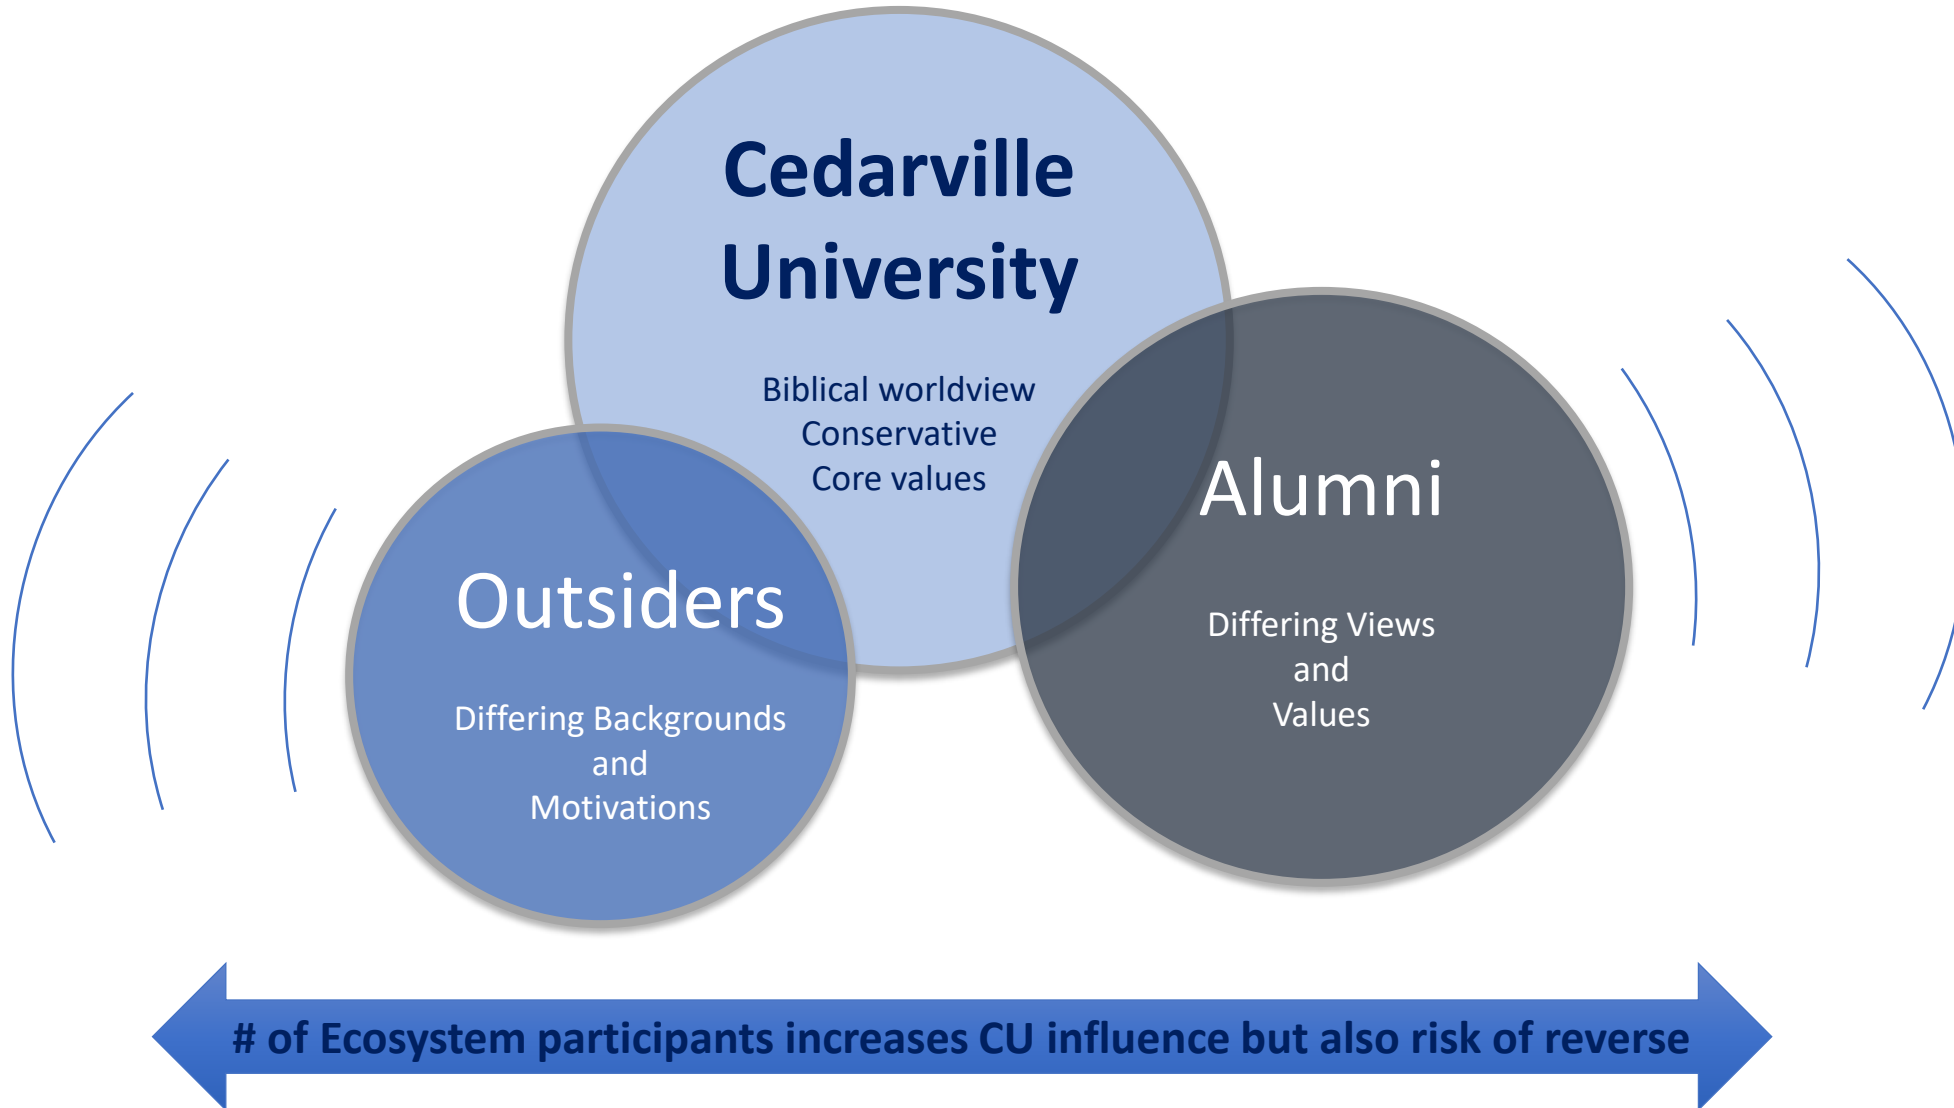 Cedarville
University
Biblical worldview
Conservative
Core values
Alumni
Differing Views
and
Values
Outsiders
Differing Backgrounds
and
Motivations
# of Ecosystem participants increases CU influence but also risk of reverse